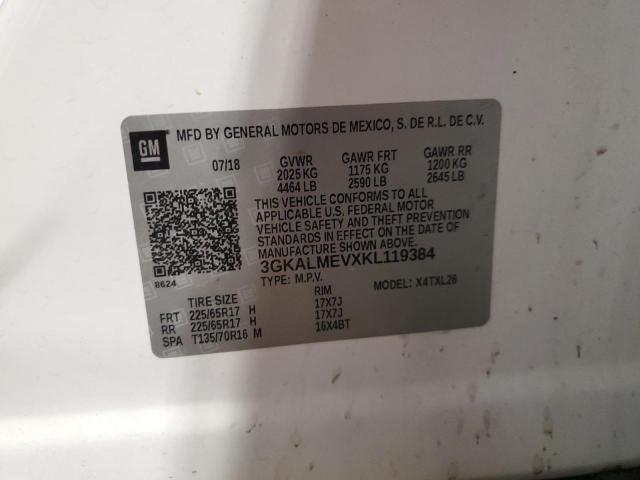 GM MFD BY GENERAL MOTORS DE MEXICO, S. DE R.L. DE C.V.
07/18 GVWR GAWR FRT GAWR RR
2025 KG 1175 KG 1200 KG
4464 LB 2590 LB 2645 LB
THIS VEHICLE CONFORMS TO ALL
APPLICABLE U.S. FEDERAL MOTOR
VEHICLE SAFETY AND THEFT PREVENTION
STANDARDS IN EFFECT ON THE DATE OF
MANUFACTURE SHOWN ABOVE.
8624 3GKALMEVXKL119384
TYPE: M.P.V. MODEL: X4TXL26
TIRE SIZE RIM
FRT 225/65R17 H 17X7J
RR 225/65R17 H 17X7J
SPA T135/70R16 M 16X4BT